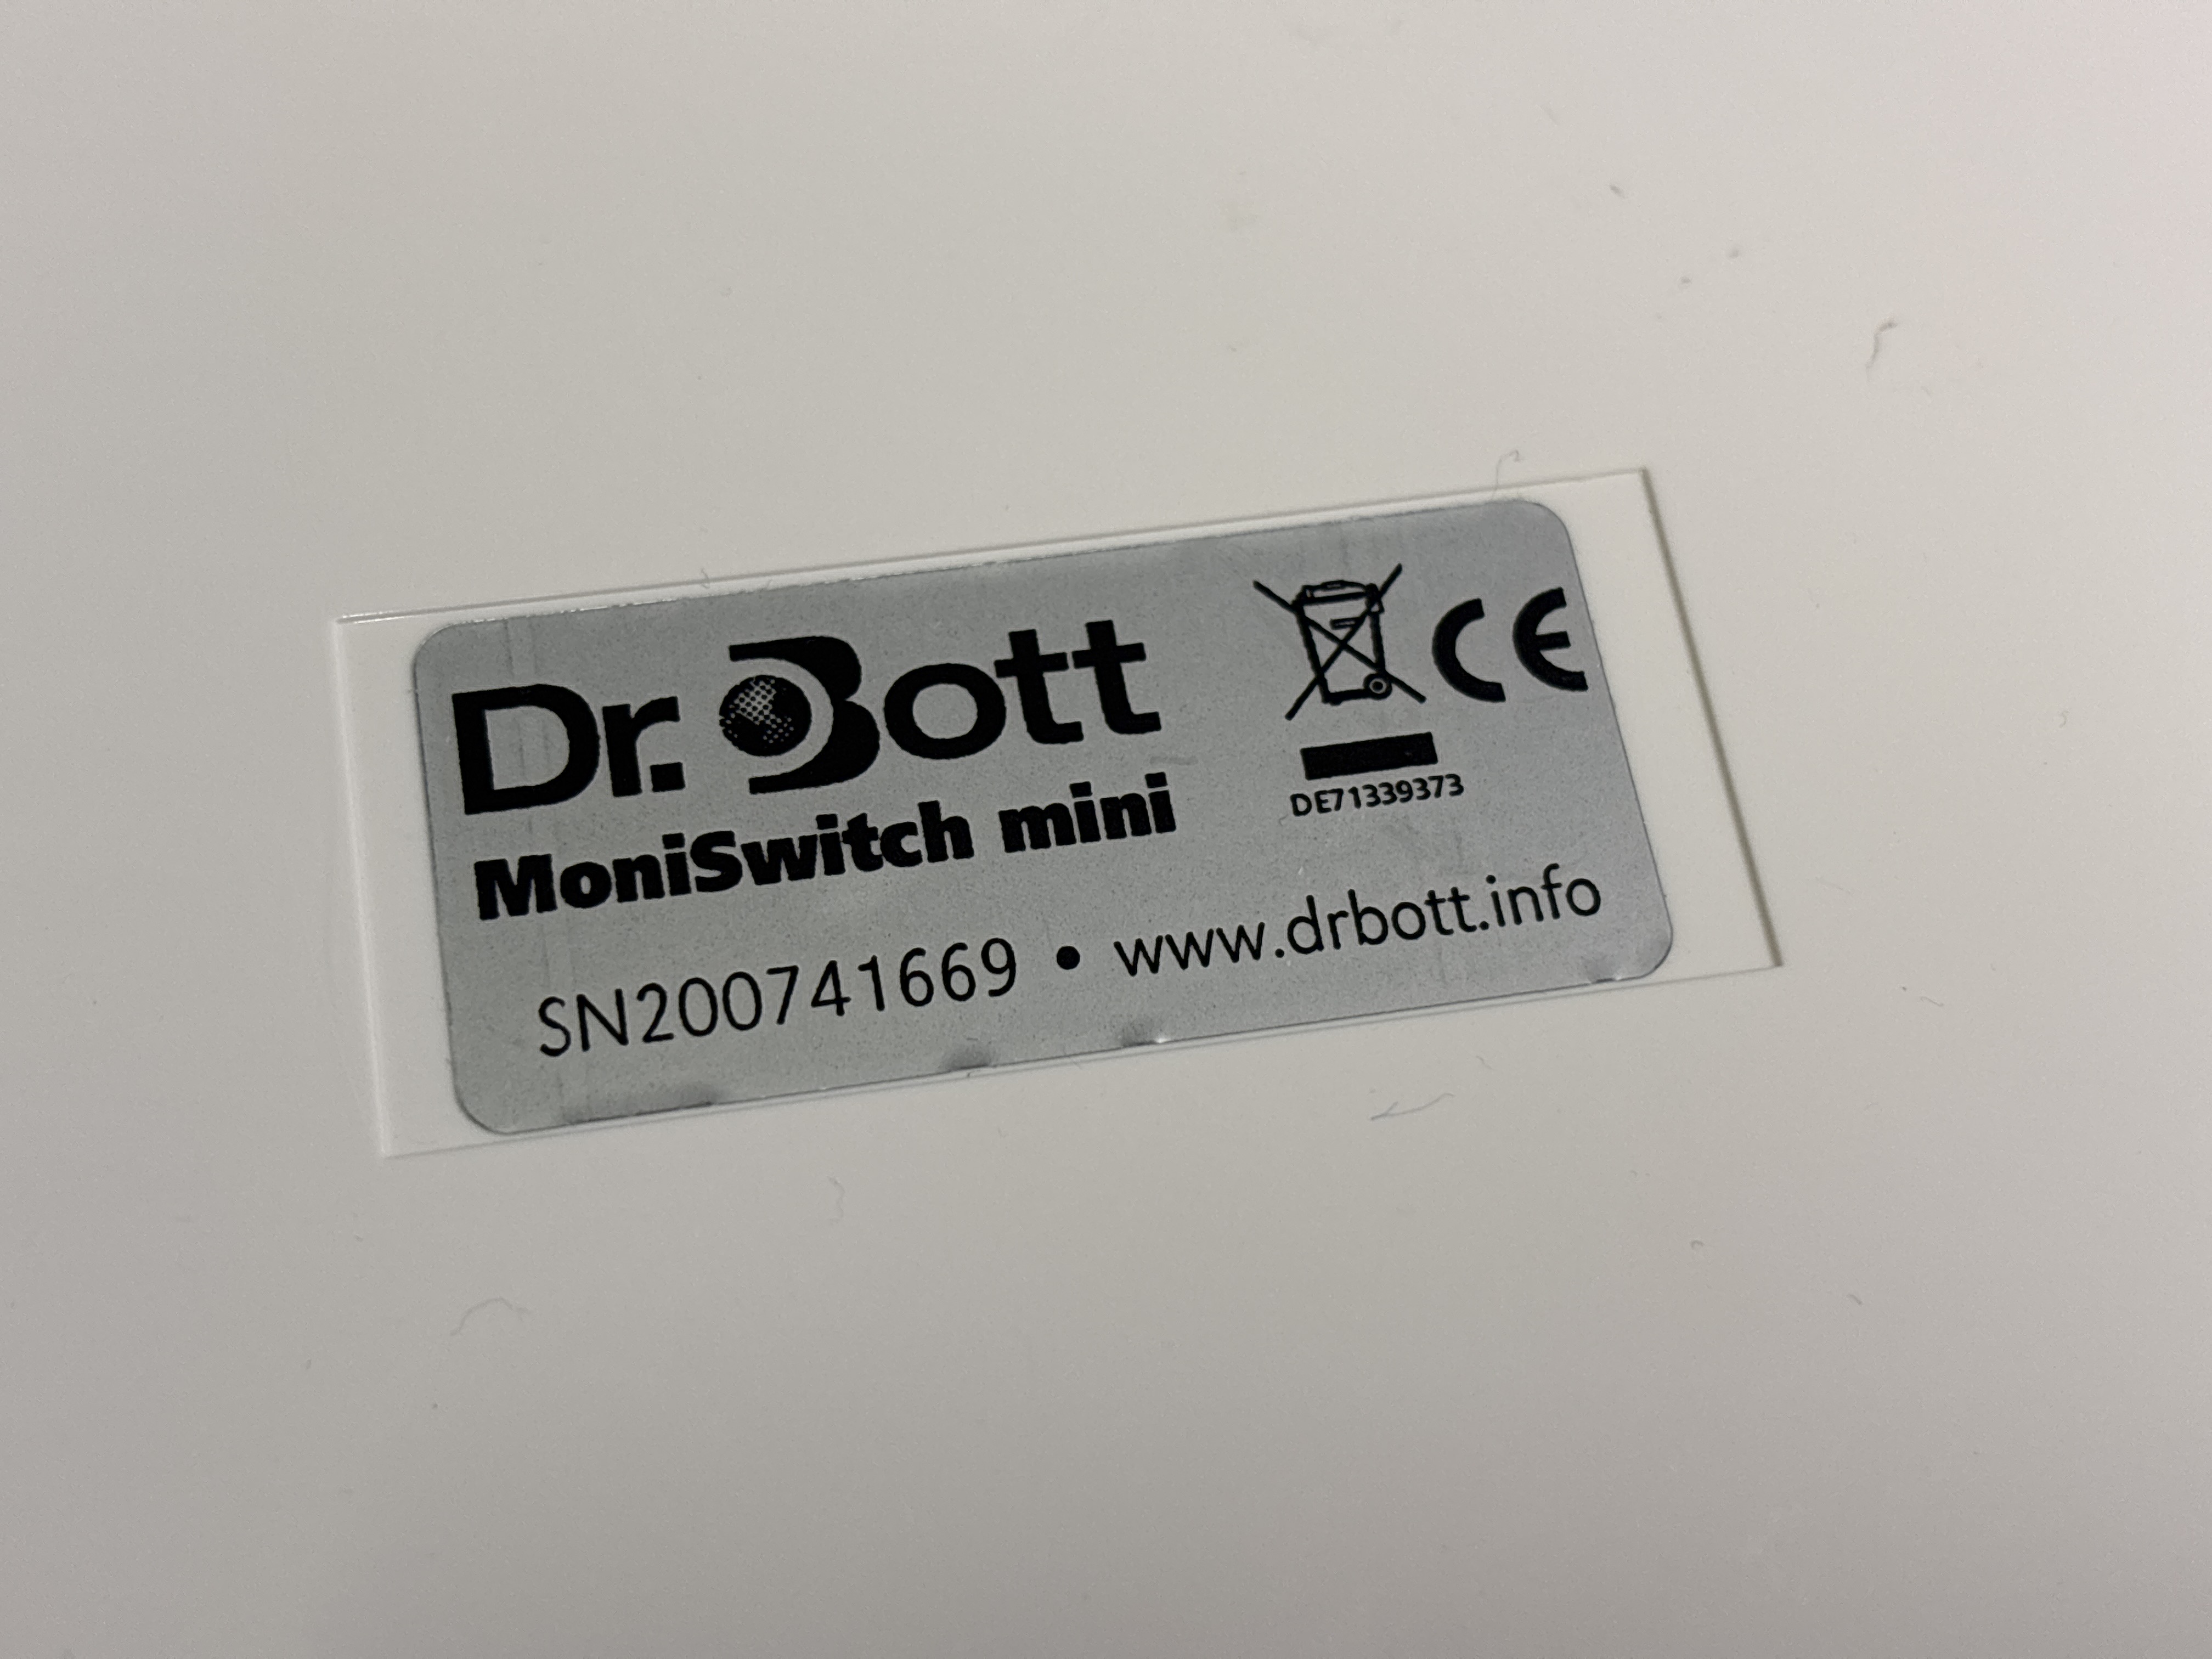 Dr. Bott
CE
MoniSwitch mini
DE71339373
SN200741669 • www.drbott.info